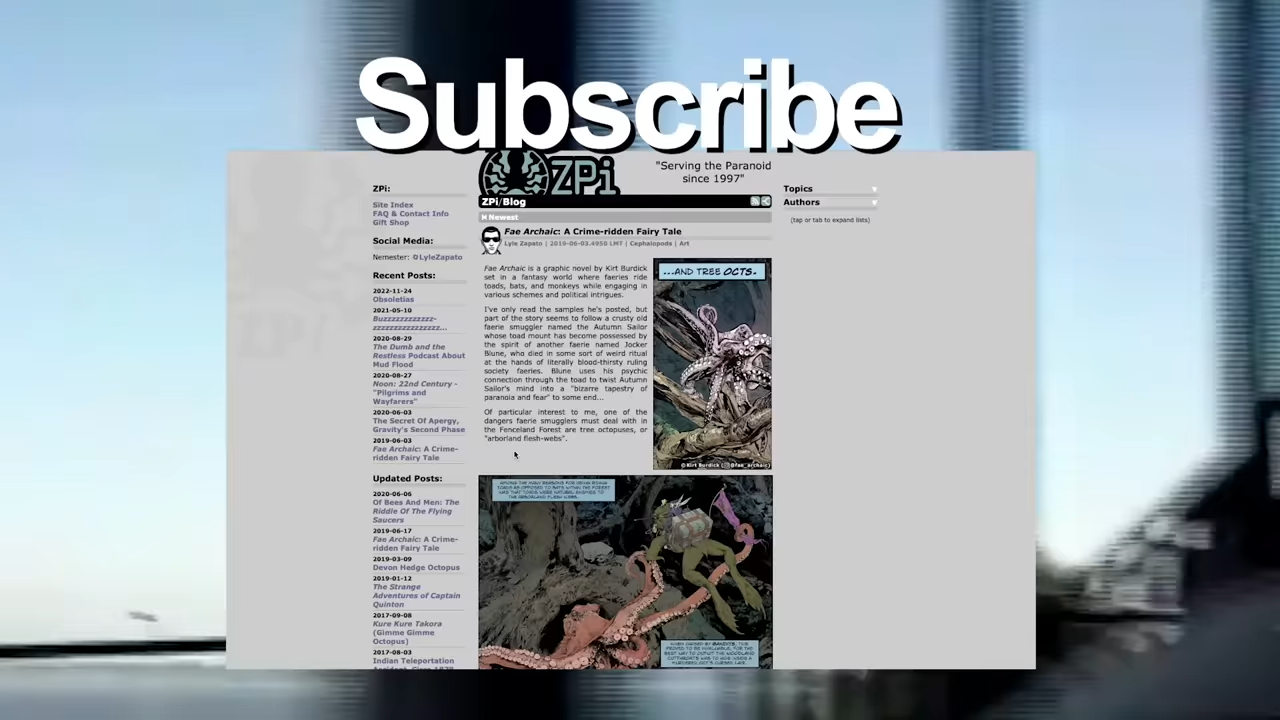 Subscribe
ZPi
"Serving the Paranoid
since 1997"
ZPi:
Site Index
FAQ & Contact Info
Gift Shop
Social Media:
Nemester: LyleZapato
Recent Posts:
2022-11-24
Obsoletias
2021-05-10
Buzzzzzzzzzzzz-
zzzzzzzzzzzzzzzz...
2020-08-29
The Dumb and the
Restless Podcast About
Mud Flood
2020-08-27
Noon: 22nd Century -
"Pilgrims and
Wayfarers"
2020-06-03
The Secret Of Apergy,
Gravity's Second Phase
2019-06-03
Fae Archaic: A Crime-
ridden Fairy Tale
Updated Posts:
2020-06-06
Of Bees And Men: The
Riddle Of The Flying
Saucers
2019-06-17
Fae Archaic: A Crime-
ridden Fairy Tale
2019-03-09
Devon Hedge Octopus
2019-01-12
The Strange
Adventures of Captain
Quinton
2017-09-08
Kure Kure Takora
(Gimme Gimme
Octopus)
2017-08-03
Indian Teleportation
ZPi/Blog
Newest
Fae Archaic: A Crime-ridden Fairy Tale
Lyle Zapato | 2019-06-03.4950 LMT | Cephalopods | Art
Fae Archaic is a graphic novel by Kirt Burdick
set in a fantasy world where faeries ride
toads, bats, and monkeys while engaging in
various schemes and political intrigues.
I've only read the samples he's posted, but
part of the story seems to follow a crusty old
faerie smuggler named the Autumn Sailor
whose toad mount has become possessed by
the spirit of another faerie named Jocker
Blune, who died in some sort of weird ritual
at the hands of literally blood-thirsty ruling
society faeries. Blune uses his psychic
connection through the toad to twist Autumn
Sailor's mind into a "bizarre tapestry of
paranoia and fear" to some end...
Of particular interest to me, one of the
dangers faerie smugglers must deal with in
the Fenceland Forest are tree octopuses, or
"arborland flesh-webs".
...AND TREE OCTS.
©Kirt Burdick (@fae_archaic)
Topics
Authors
(tap or tab to expand lists)